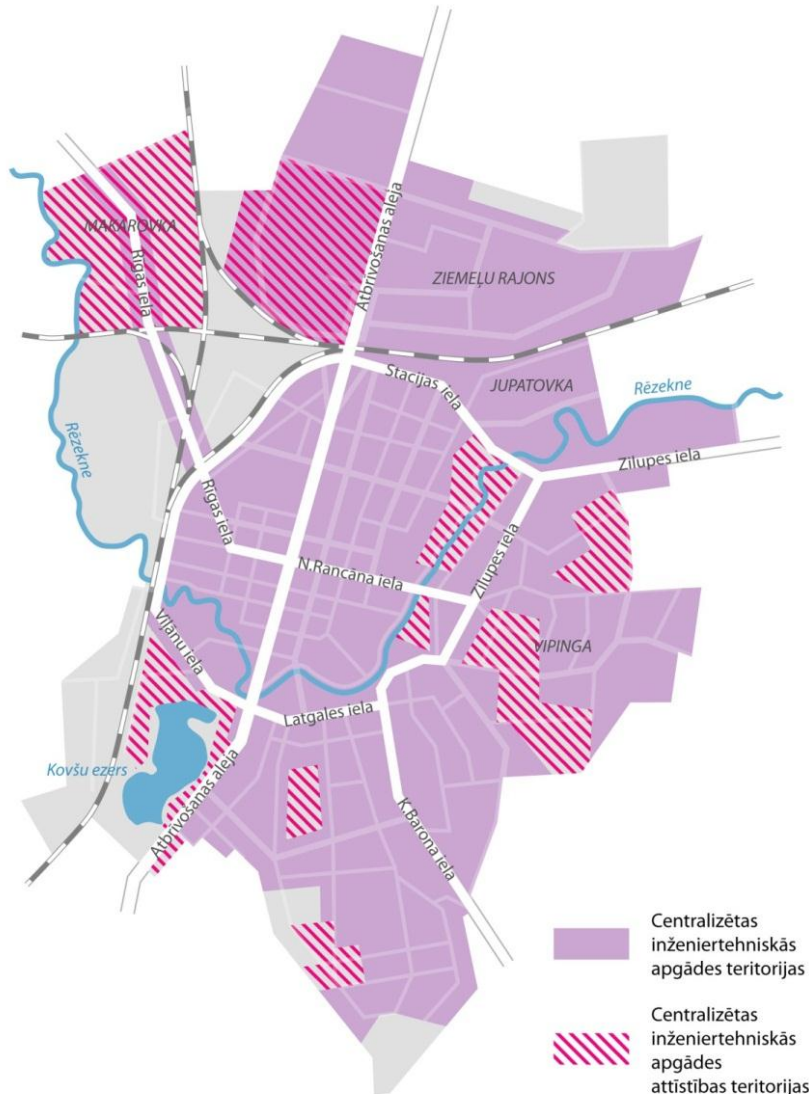 MAKAROVKA
Rīgas iela
Atbrīvošanas aleja
ZIEMEĻU RAJONS
Stacijas iela
JUPATOVKA
Rēzekne
Rēzekne
Zilupes iela
Rīgas iela
N.Rancāna iela
Zilupes iela
Viļānu iela
VIPINGA
Latgales iela
Kovšu ezers
Atbrīvošanas aleja
K.Barona iela
Centralizētas
inženiertehniskās
apgādes teritorijas
Centralizētas
inženiertehniskās
apgādes
attīstības teritorijas